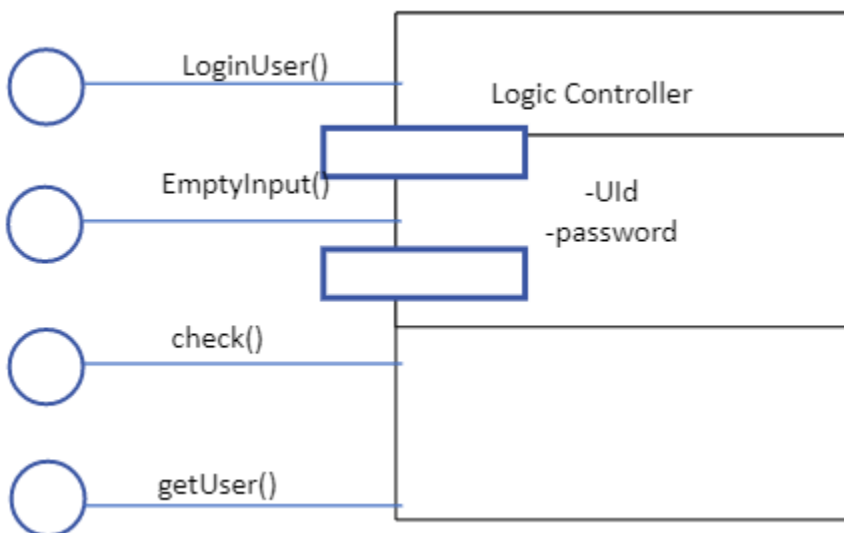 LoginUser()
Logic Controller
EmptyInput()
-UId
-password
check()
getUser()